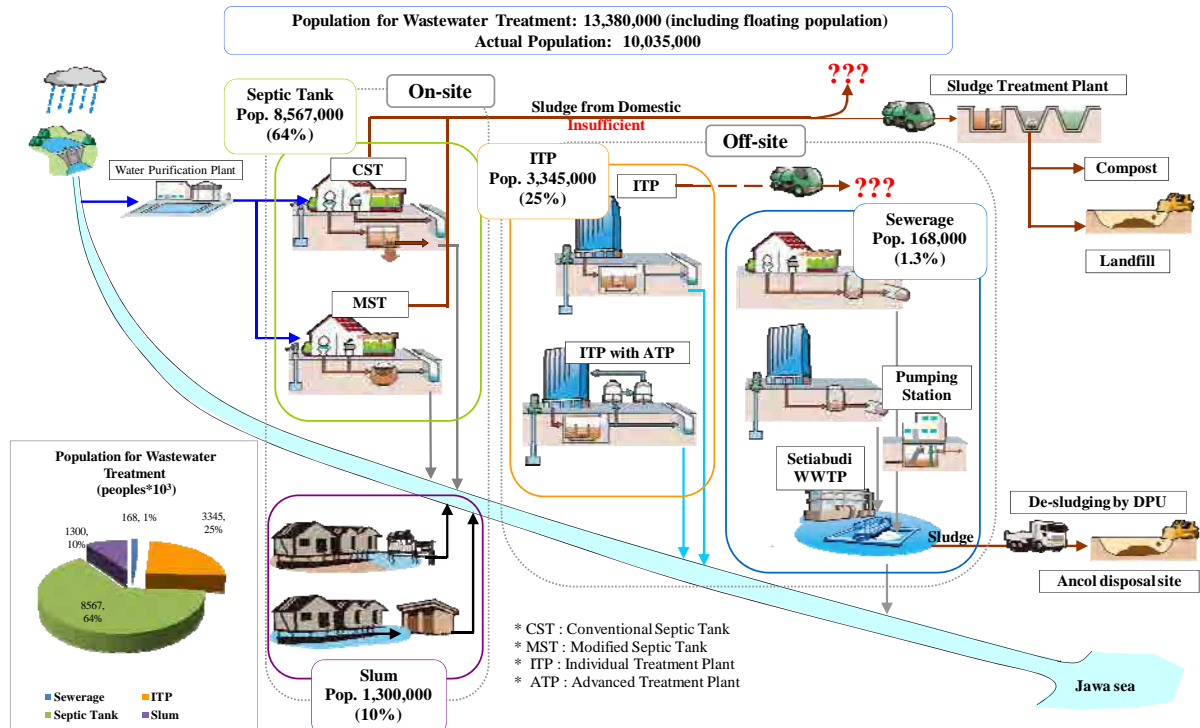 Population for Wastewater Treatment: 13,380,000 (including floating population)
Actual Population: 10,035,000
Septic Tank
Pop. 8,567,000
(64%)
On-site
Sludge from Domestic
Insufficient
???
Sludge Treatment Plant
Off-site
Water Purification Plant
CST
ITP
Pop. 3,345,000
(25%)
ITP
???
Compost
Sewerage
Pop. 168,000
(1.3%)
Landfill
MST
ITP with ATP
Pumping
Station
Setiabudi
WWTP
Sludge
De-sludging by DPU
Ancol disposal site
Population for Wastewater
Treatment
(peoples*10³)
168, 1%
3345,
25%
1300,
10%
8567,
64%
Sewerage
ITP
Septic Tank
Slum
Slum
Pop. 1,300,000
(10%)
* CST : Conventional Septic Tank
* MST : Modified Septic Tank
* ITP : Individual Treatment Plant
* ATP : Advanced Treatment Plant
Jawa sea